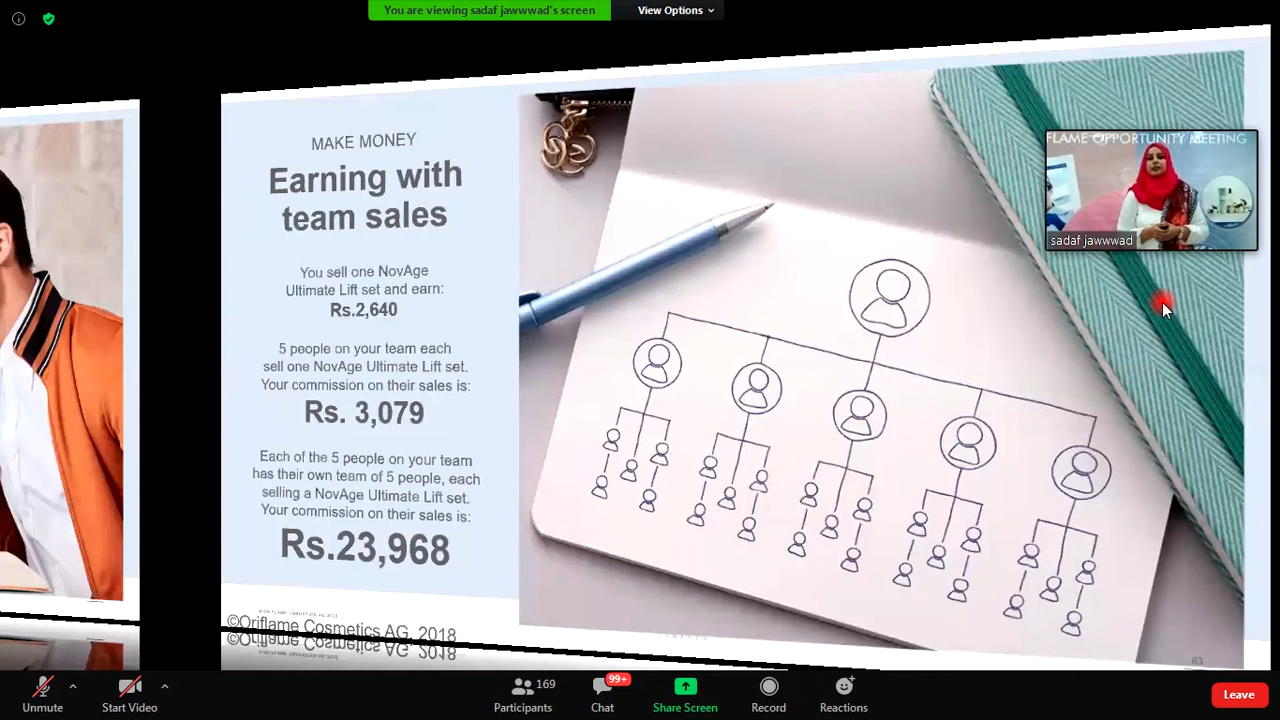 You are viewing sadaf jawwwad's screen
View Options
FLAME OPPORTUNITY MEETING
sadaf jawwwad
MAKE MONEY
Earning with
team sales
You sell one NovAge
Ultimate Lift set and earn:
Rs.2,640
5 people on your team each
sell one NovAge Ultimate Lift set.
Your commission on their sales is:
Rs. 3,079
Each of the 5 people on your team
has their own team of 5 people, each
selling a NovAge Ultimate Lift set.
Your commission on their sales is:
Rs.23,968
©Oriflame Cosmetics AG, 2018
63
Unmute
Start Video
169
Participants
99+
Chat
Share Screen
Record
Reactions
Leave